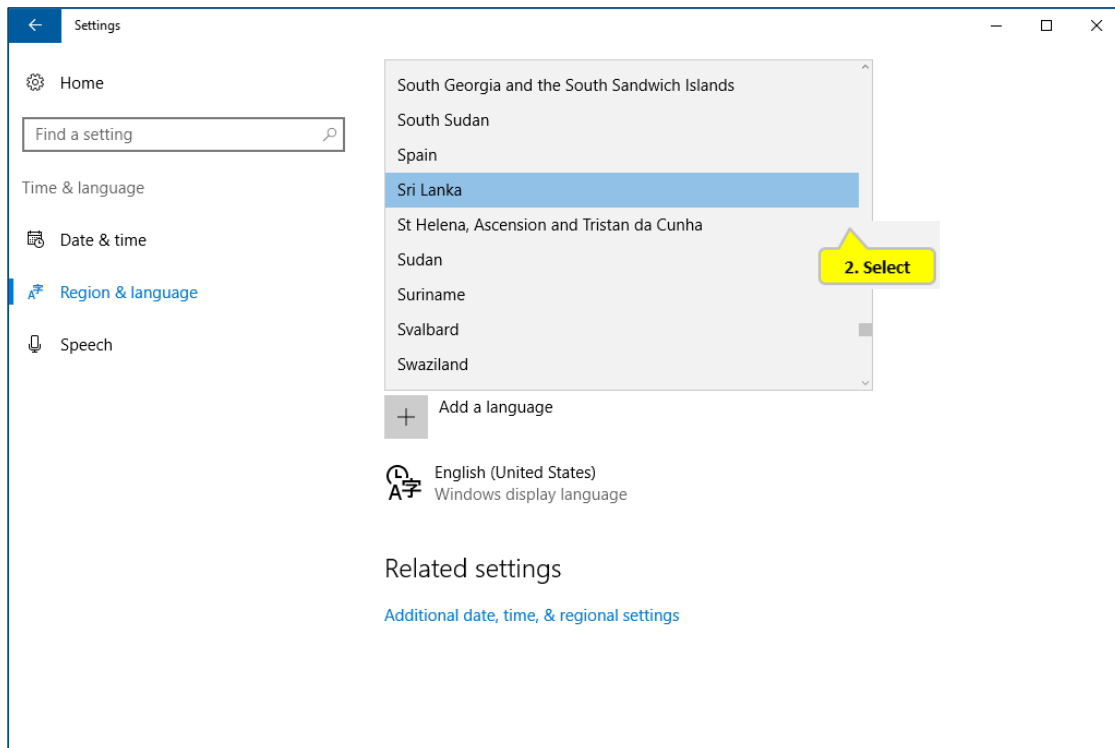 Settings
Home
Find a setting
Time & language
Date & time
Region & language
Speech
South Georgia and the South Sandwich Islands
South Sudan
Spain
Sri Lanka
St Helena, Ascension and Tristan da Cunha
Sudan
Suriname
Svalbard
Swaziland
2. Select
Add a language
English (United States)
Windows display language
Related settings
Additional date, time, & regional settings